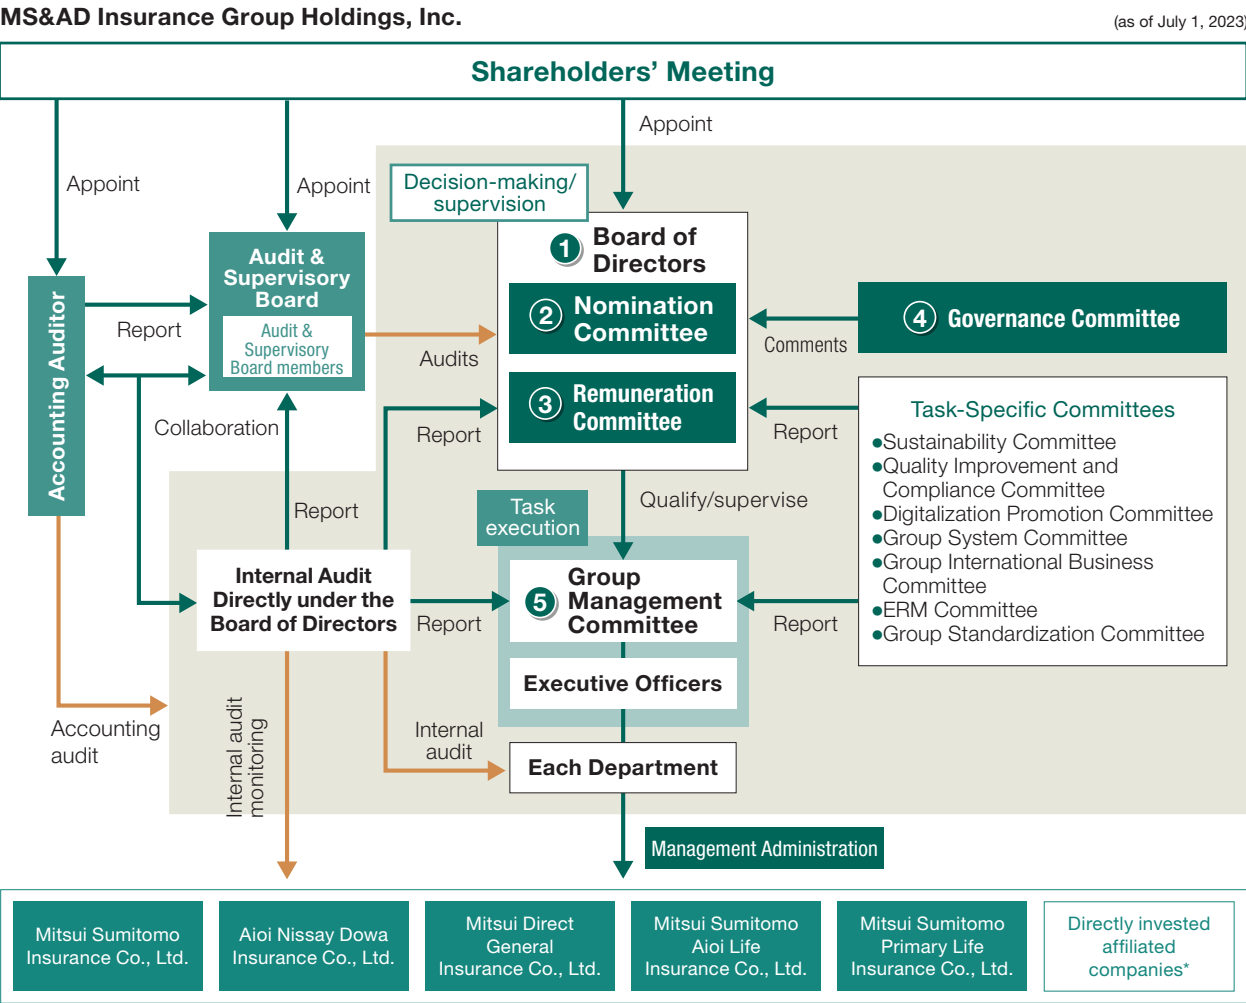 MS&AD Insurance Group Holdings, Inc.
(as of July 1, 2023)
Shareholders' Meeting
Appoint
Appoint
Appoint
Decision-making/
supervision
① Board of
Directors
② Nomination
Committee
③ Remuneration
Committee
Audit &
Supervisory
Board
Audit &
Supervisory
Board members
Accounting Auditor
Report
Audits
Comments
④ Governance Committee
Collaboration
Report
Report
Task-Specific Committees
●Sustainability Committee
●Quality Improvement and
Compliance Committee
●Digitalization Promotion Committee
●Group System Committee
●Group International Business
Committee
●ERM Committee
●Group Standardization Committee
Report
Task
execution
Qualify/supervise
Internal Audit
Directly under the
Board of Directors
Report
⑤ Group
Management
Committee
Report
Executive Officers
Accounting
audit
Internal audit
monitoring
Internal
audit
Each Department
Management Administration
Mitsui Sumitomo
Insurance Co., Ltd.
Aioi Nissay Dowa
Insurance Co., Ltd.
Mitsui Direct
General
Insurance Co., Ltd.
Mitsui Sumitomo
Aioi Life
Insurance Co., Ltd.
Mitsui Sumitomo
Primary Life
Insurance Co., Ltd.
Directly invested
affiliated
companies*